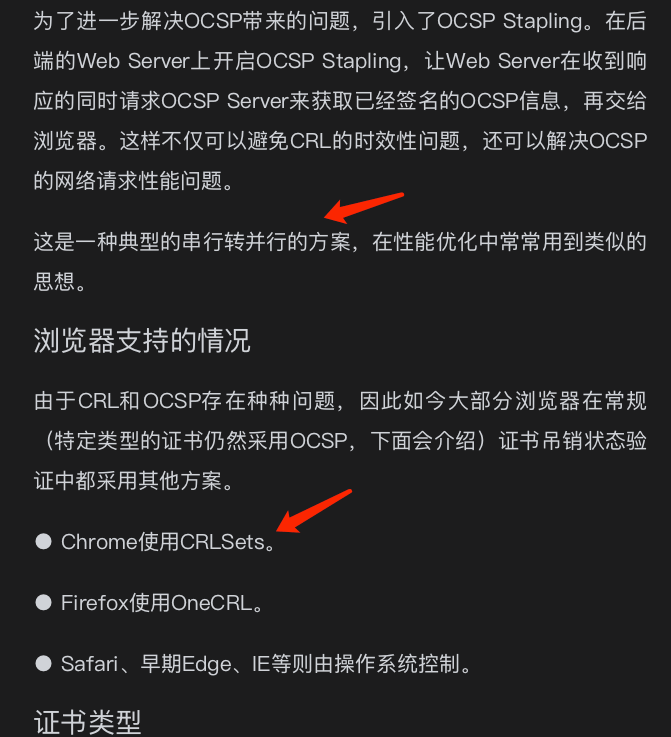 为了进一步解决OCSP带来的问题，引入了OCSP Stapling。在后
端的Web Server上开启OCSP Stapling，让Web Server在收到响
应的同时请求OCSP Server来获取已经签名的OCSP信息，再交给
浏览器。这样不仅可以避免CRL的时效性问题，还可以解决OCSP
的网络请求性能问题。
这是一种典型的串行转并行的方案，在性能优化中常常用到类似的
思想。
浏览器支持的情况
由于CRL和OCSP存在种种问题，因此如今大部分浏览器在常规
（特定类型的证书仍然采用OCSP，下面会介绍）证书吊销状态验
证中都采用其他方案。
● Chrome使用CRLSets。
● Firefox使用OneCRL。
● Safari、早期Edge、IE等则由操作系统控制。
证书类型